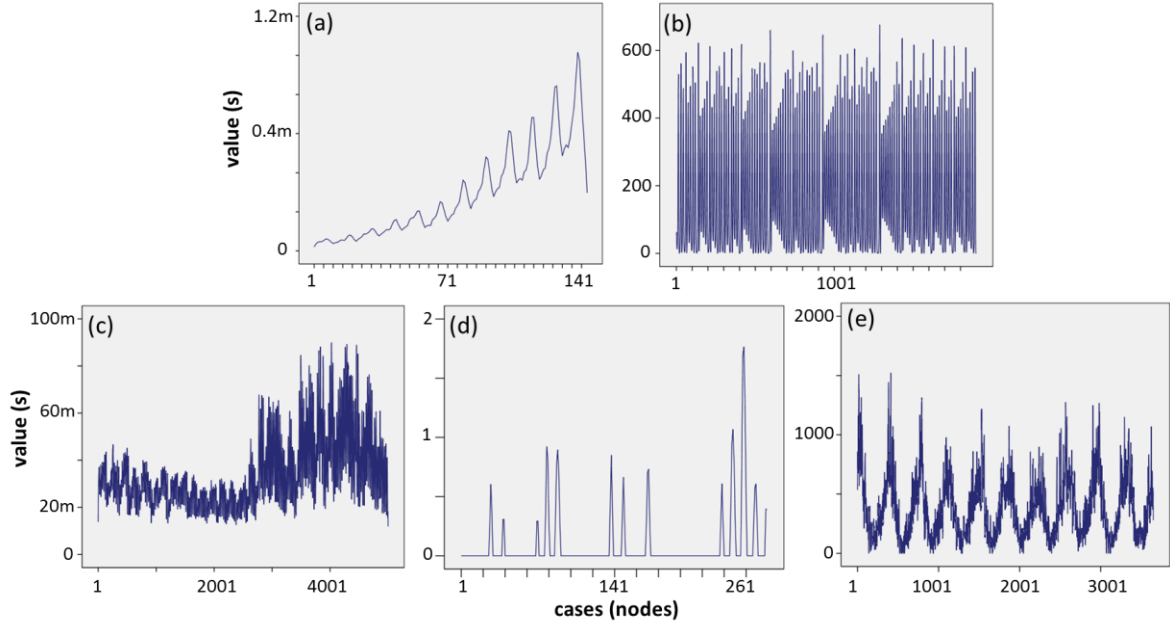 (a)
1.2m
0.4m
0
value (s)
1 71 141
(b)
600
400
200
0
1 1001
(c)
100m
60m
20m
0
value (s)
1 2001 4001
(d)
2
1
0
1 141 261
cases (nodes)
(e)
2000
1000
0
1 1001 2001 3001